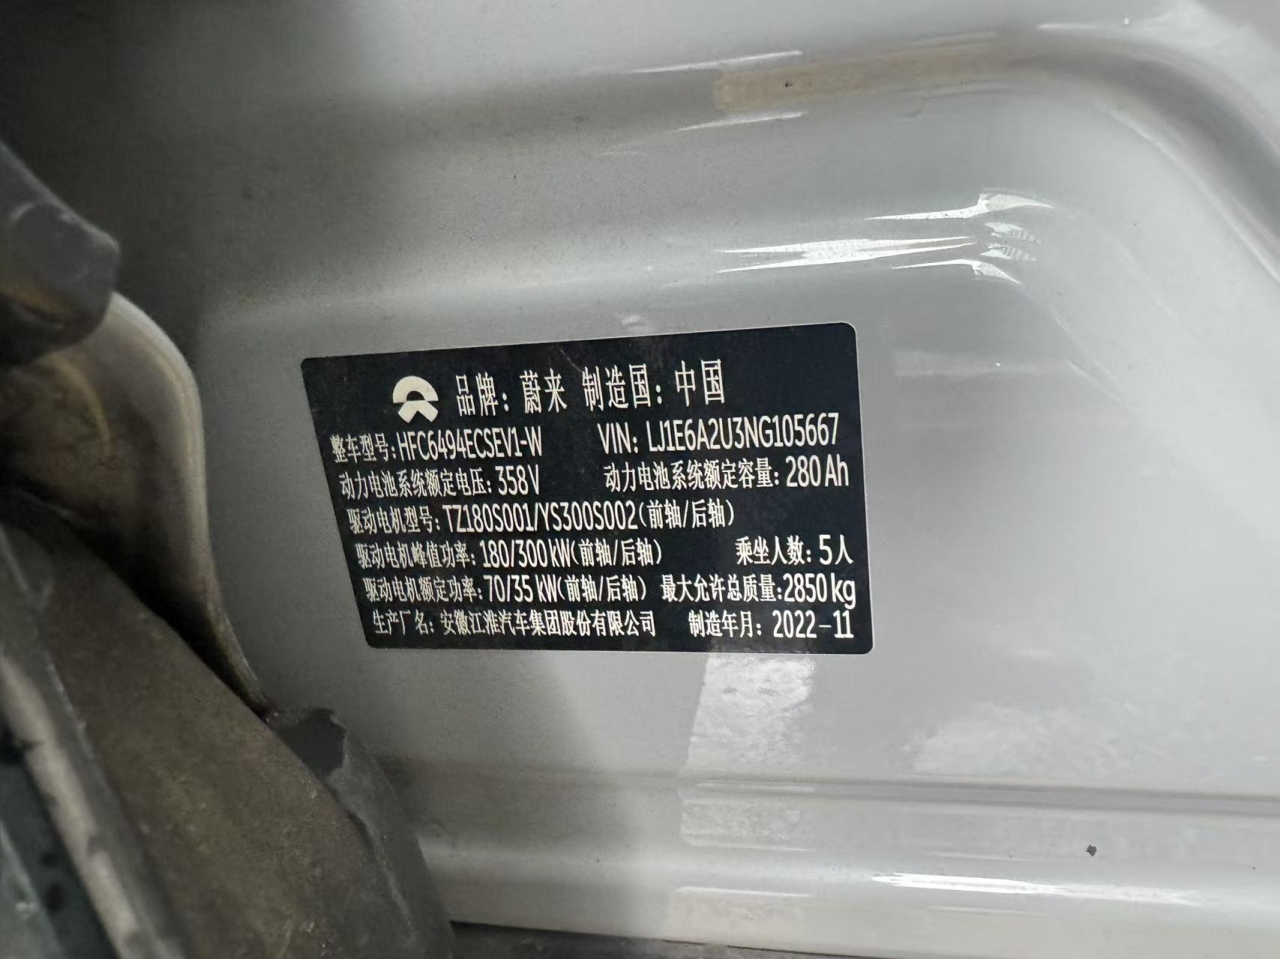 品牌：蔚来 制造国：中国
整车型号：HFC6494ECSEV1-W VIN：LJ1E6A2U3NG105667
动力电池系统额定电压：358V 动力电池系统额定容量：280Ah
驱动电机型号：TZ180S001/YS300S002(前轴/后轴)
驱动电机峰值功率：180/300kW(前轴/后轴) 乘坐人数：5人
驱动电机额定功率：70/35kW(前轴/后轴) 最大允许总质量：2850kg
生产厂名：安徽江淮汽车集团股份有限公司 制造年月：2022-11